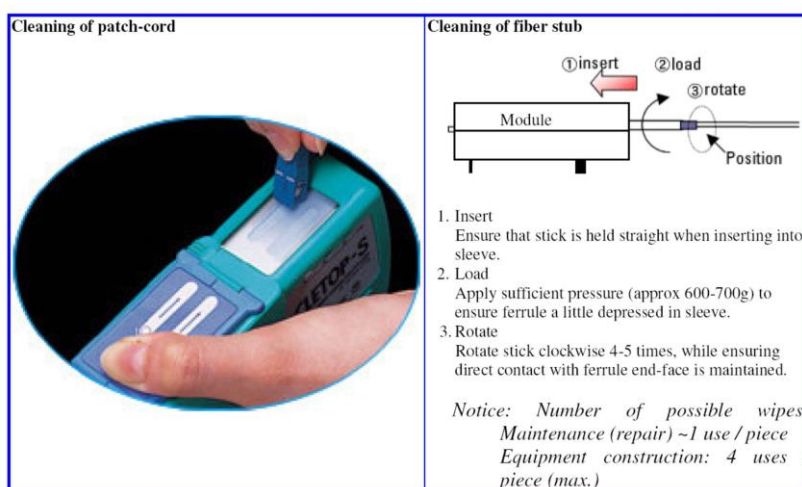 Cleaning of patch-cord
CLETOP-S
Cleaning of fiber stub
①insert
②load
③rotate
Module
Position
1. Insert
Ensure that stick is held straight when inserting into
sleeve.
2. Load
Apply sufficient pressure (approx 600-700g) to
ensure ferrule a little depressed in sleeve.
3. Rotate
Rotate stick clockwise 4-5 times, while ensuring
direct contact with ferrule end-face is maintained.
Notice: Number of possible wipes
Maintenance (repair) ~1 use / piece
Equipment construction: 4 uses
piece (max.)